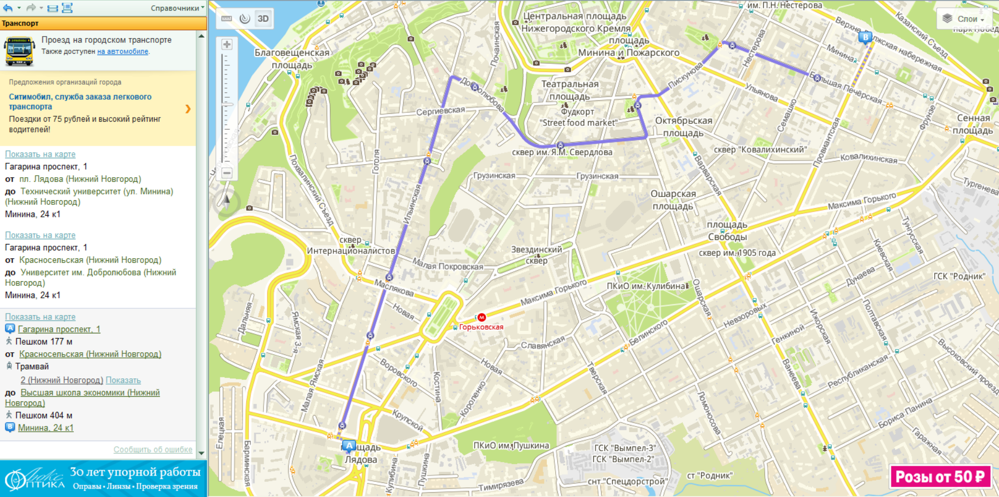 Справочники
Транспорт
Проезд на городском транспорте
Также доступен на автомобиле.
Предложения организаций города
Ситимобил, служба заказа легкового
транспорта
Поездки от 75 рублей и высокий рейтинг
водителей!
Показать на карте
Гагарина проспект, 1
от пл. Лядова (Нижний Новгород)
до Технический университет (ул. Минина)
(Нижний Новгород)
Минина, 24 к1
Показать на карте
Гагарина проспект, 1
от Красносельская (Нижний Новгород)
до Университет им. Добролюбова (Нижний
Новгород)
Минина, 24 к1
Показать на карте
A Гагарина проспект, 1
Пешком 177 м
от Красносельская (Нижний Новгород)
Трамвай
2 (Нижний Новгород) Показать
до Высшая школа экономики (Нижний
Новгород)
Пешком 404 м
B Минина, 24 к1
Сообщить об ошибке
Люкс
Оптика
30 лет упорной работы
Оправы • Линзы • Проверка зрения
3D
Слои
им. П.Н. Нестерова
Центральная площадь
Нижегородского Кремля
Казанский Съезд
Верхне-Волжская набережная
парк Побед
площадь
Минина и Пожарского
Благовещенская
площадь
Почаинская
Нестерова
Минина
B
Пискунова
Большая Печёрская
Ульянова
Добролюбова
Театральная
площадь
Сергиевская
Фудкорт
"Street food market"
Октябрьская
площадь
Семашко
Фрунзе
Сенная
площадь
Провиантская
сквер им. Я.М. Свердлова
сквер "Ковалихинский"
Ковалихинская
Гоголя
Похвалинский Съезд
Варварская
Грузинская
Грузинская
Тургенева
Ошарская
площадь
Максима Горького
Ильинская
площадь
Свободы
Тунгусская
сквер
Интернационалистов
Звездинский
сквер
сквер им. 1905 года
Киевская
Малая Покровская
Дунаева
ГСК "Родник"
Маслякова
Максима Горького
ПКиО им.Кулибина
Ошарская
Новая
Дальняя
Ямская 3-я
Горьковская
Белинского
Невзоровых
Ижорская
Полтавская
Генкиной
Славянская
Высоковский проезд
Воровского
Новая
Костина
Малая Ямская
Короленко
Тверская
Ванеева
Республиканская
Ломоносова
Бориса Панина
Крупской
Елецкая
Барминская
A
площадь
Лядова
ПКиО им.Пушкина
ГСК "Вымпел-3"
ГСК "Вымпел-2"
Гаражная
Кулибина
Пушкина
Тимирязева
снт "Спецдорстрой"
ст "Родник"
Розы от 50 ₽